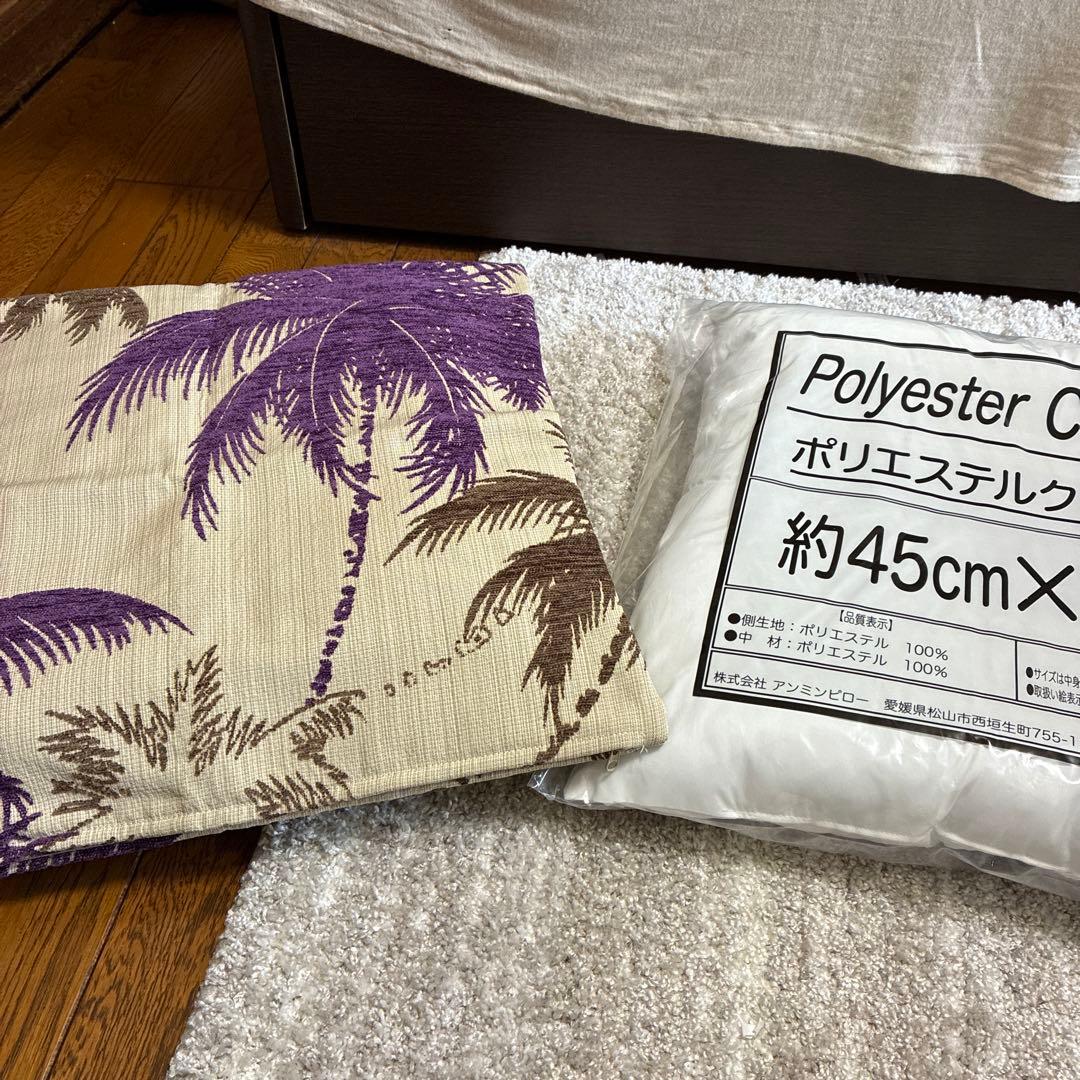 Polyester C
ポリエステルク
約45cm×
【品質表示】
●側生地：ポリエステル 100%
●中 材：ポリエステル 100%
●サイズは中身
●取扱い絵表示
株式会社 アンミンピロー 愛媛県松山市西垣生町755-1